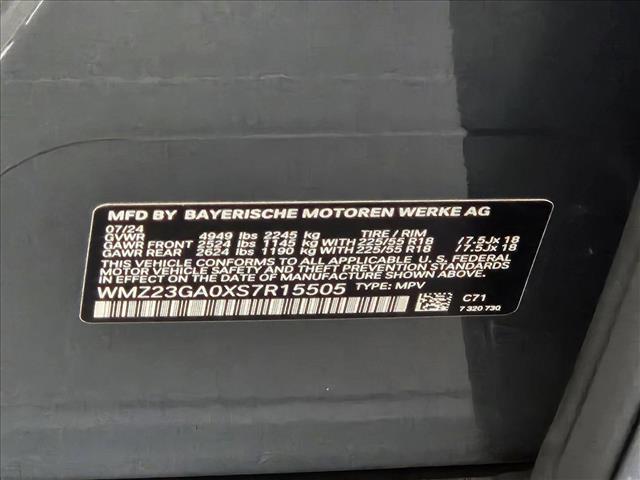 MFD BY BAYERISCHE MOTOREN WERKE AG
07/24
GVWR 4949 lbs 2245 kg TIRE / RIM
GAWR FRONT 2524 lbs 1145 kg WITH 225/55 R18 /7.5Jx 18
GAWR REAR 2624 lbs 1190 kg WITH 225/55 R18 /7.5Jx 18
THIS VEHICLE CONFORMS TO ALL APPLICABLE U. S. FEDERAL
MOTOR VEHICLE SAFETY, BUMPER, AND THEFT PREVENTION
STANDARDS IN EFFECT ON THE DATE OF MANUFACTURE SHOWN ABOVE.
WMZ23GA0XS7R15505 TYPE: MPV
C71
7 320 730